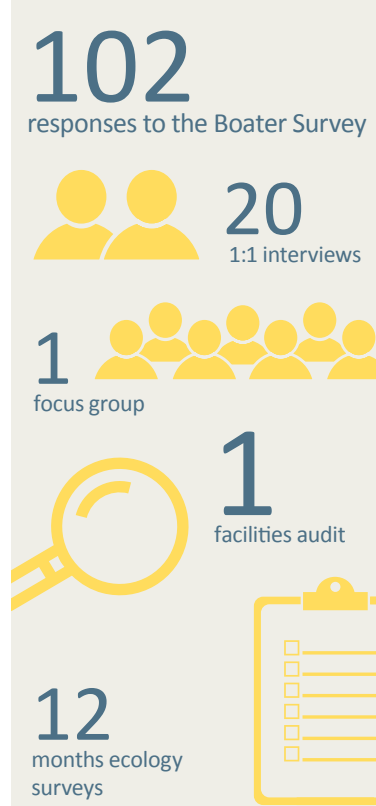 102
responses to the Boater Survey
20
1:1 interviews
1
focus group
1
facilities audit
12
months ecology
surveys